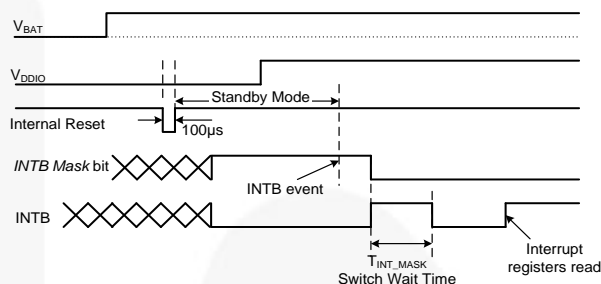 VBAT
VDDIO
Standby Mode
Internal Reset
100µs
INTB Mask bit
INTB event
INTB
TINT_MASK
Switch Wait Time
Interrupt
registers read